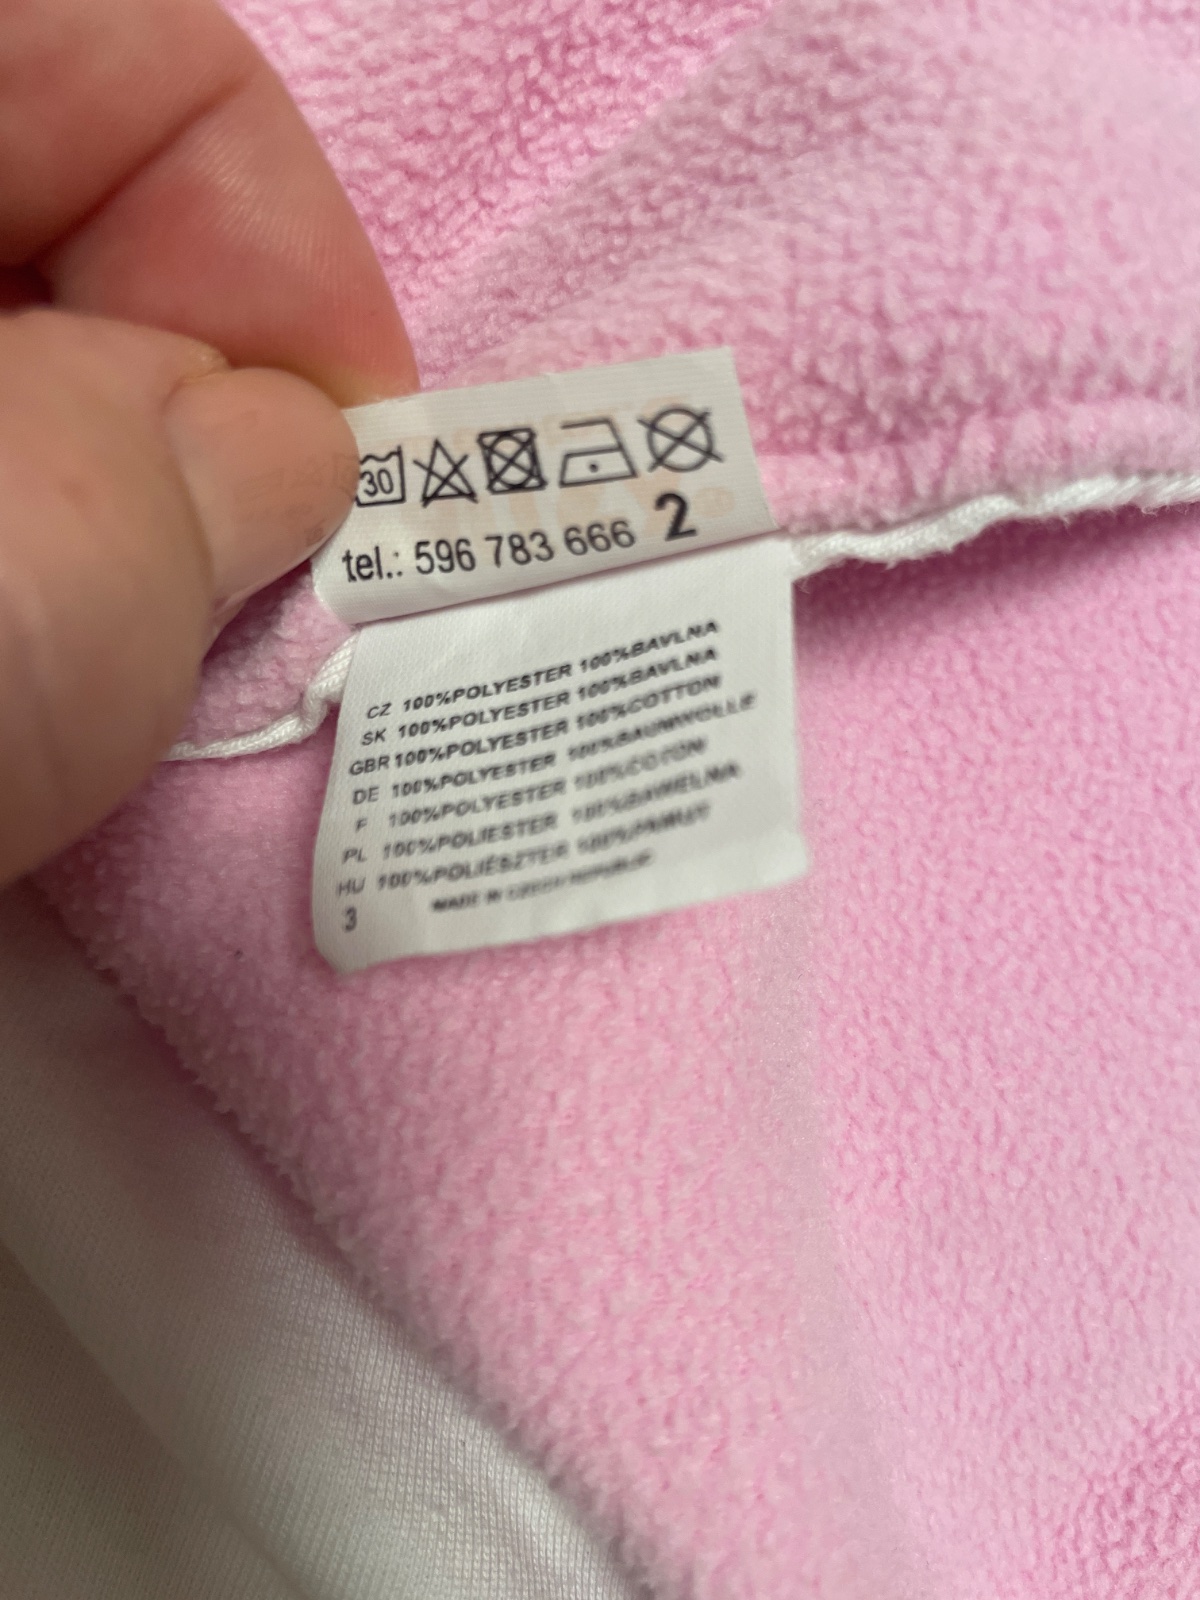 30
tel.: 596 783 666 2
CZ 100%POLYESTER 100%BAVLNA
SK 100%POLYESTER 100%BAVLNA
GBR 100%POLYESTER 100%COTTON
DE 100%POLYESTER 100%BAUMWOLLE
F 100%POLYESTER 100%COTON
PL 100%POLIESTER 100%BAWEŁNA
HU 100%POLIÉSZTER 100%PAMUT
3 MADE IN CZECH REPUBLIC